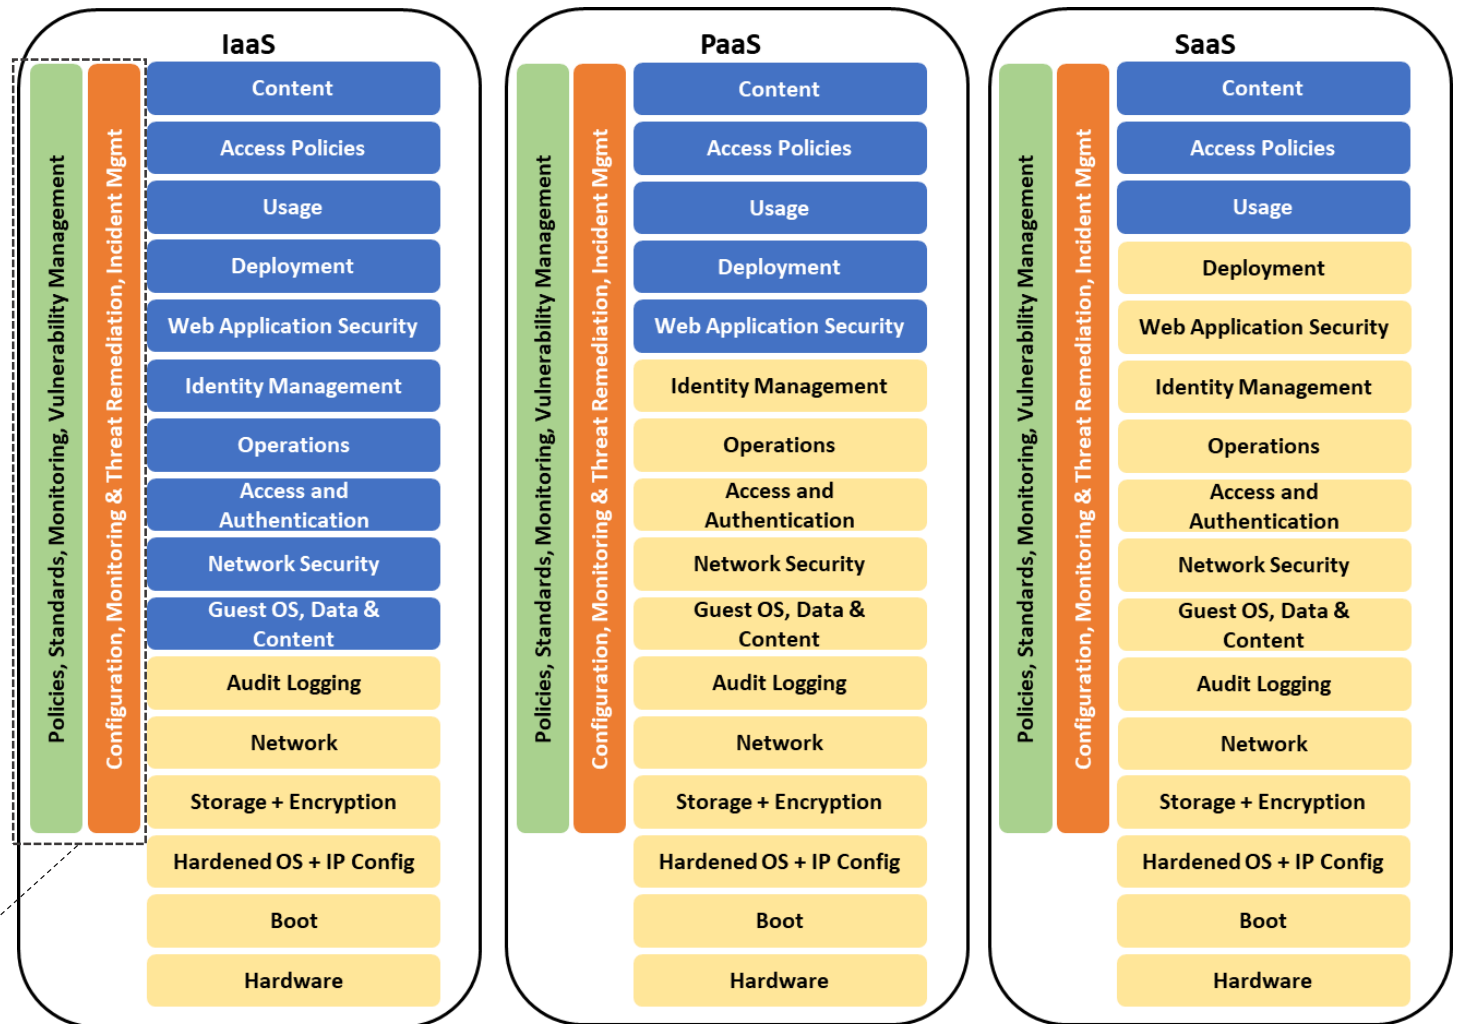 IaaS
Policies, Standards, Monitoring, Vulnerability Management
Configuration, Monitoring & Threat Remediation, Incident Mgmt
Content
Access Policies
Usage
Deployment
Web Application Security
Identity Management
Operations
Access and
Authentication
Network Security
Guest OS, Data &
Content
Audit Logging
Network
Storage + Encryption
Hardened OS + IP Config
Boot
Hardware
PaaS
Policies, Standards, Monitoring, Vulnerability Management
Configuration, Monitoring & Threat Remediation, Incident Mgmt
Content
Access Policies
Usage
Deployment
Web Application Security
Identity Management
Operations
Access and
Authentication
Network Security
Guest OS, Data &
Content
Audit Logging
Network
Storage + Encryption
Hardened OS + IP Config
Boot
Hardware
SaaS
Policies, Standards, Monitoring, Vulnerability Management
Configuration, Monitoring & Threat Remediation, Incident Mgmt
Content
Access Policies
Usage
Deployment
Web Application Security
Identity Management
Operations
Access and
Authentication
Network Security
Guest OS, Data &
Content
Audit Logging
Network
Storage + Encryption
Hardened OS + IP Config
Boot
Hardware